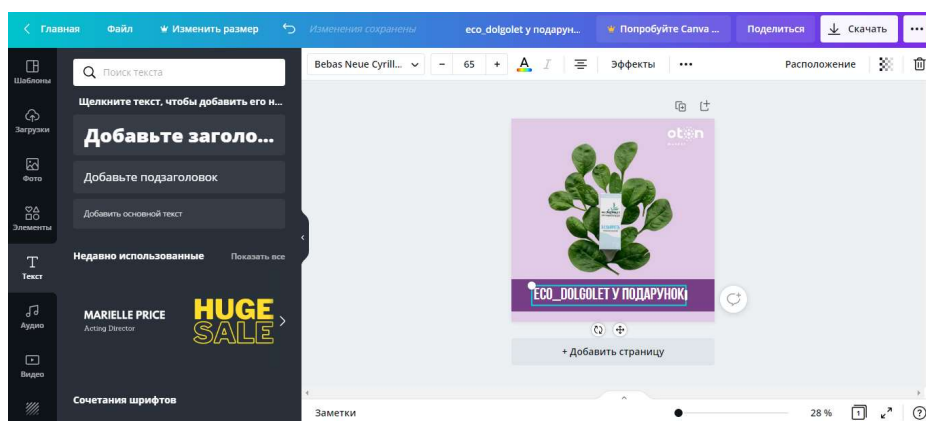 Главная Файл Изменить размер Изменения сохранены eco_dolgolet у подарун... Попробуйте Canva ... Поделиться Скачать
Шаблоны
Загрузки
Фото
Элементы
Текст
Аудио
Видео
Поиск текста
Щелкните текст, чтобы добавить его н...
Добавьте заголо...
Добавьте подзаголовок
Добавить основной текст
Недавно использованные Показать все
MARIELLE PRICE
Acting Director
HUGE
SALE
Сочетания шрифтов
Bebas Neue Cyrill... - 65 + A I Эффекты Расположение
oton
ECO_DOLGOLET У ПОДАРУНОК
+ Добавить страницу
Заметки 28 % 1 ?